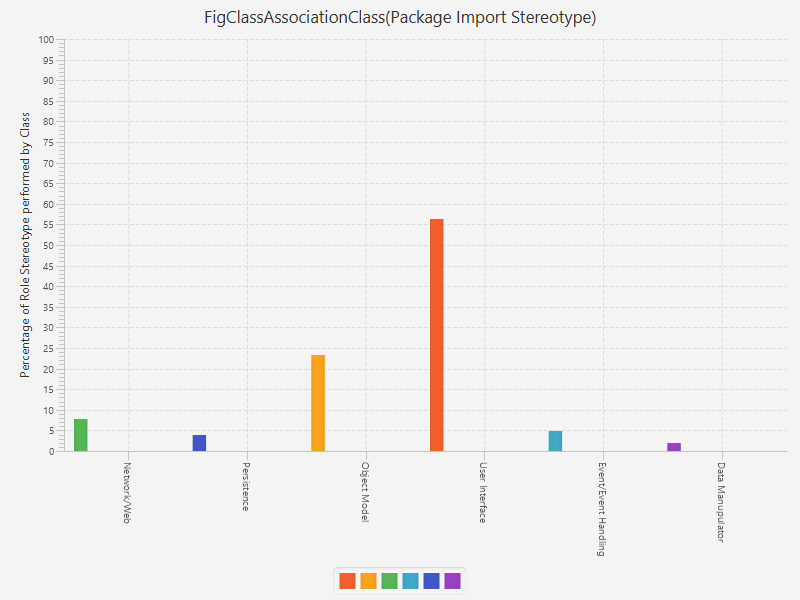 FigClassAssociationClass(Package Import Stereotype)
Percentage of Role Stereotype performed by Class
100
95
90
85
80
75
70
65
60
55
50
45
40
35
30
25
20
15
10
5
0
Network/Web
Persistence
Object Model
User Interface
Event/Event Handling
Data Manupulator